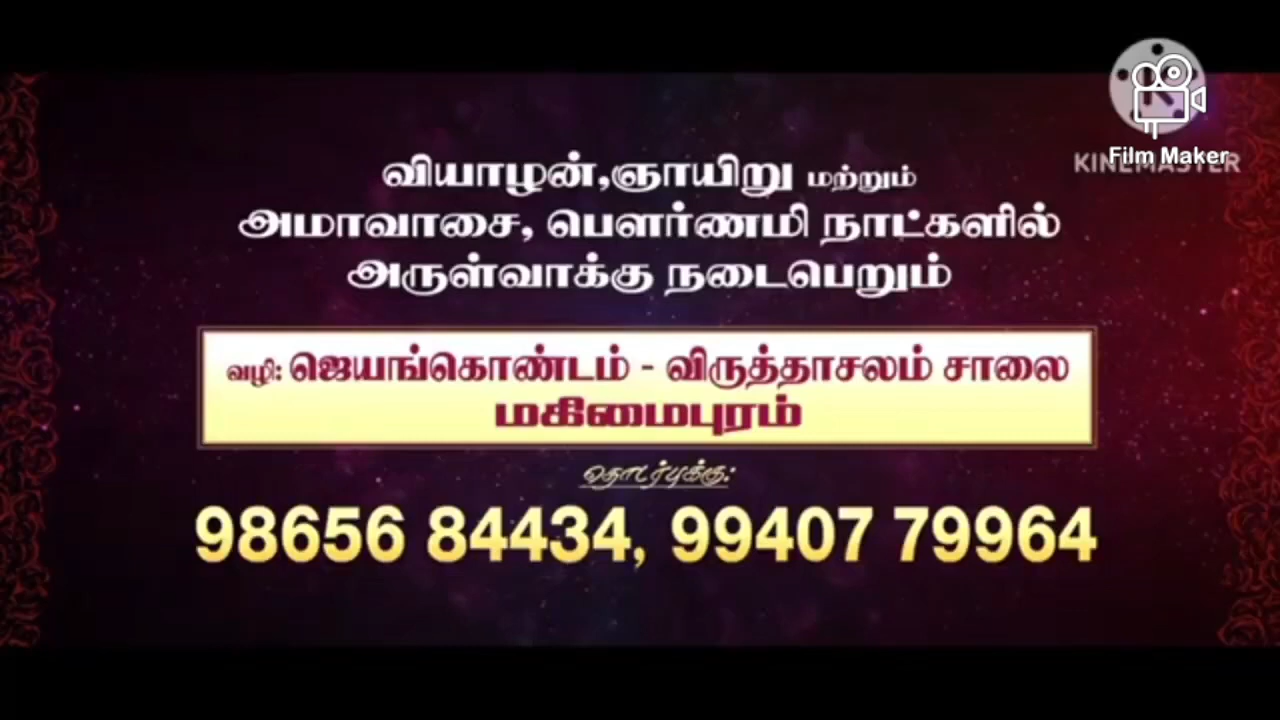 Film Maker
KINEMASTER
வியாழன்,ஞாயிறு மற்றும்
அமாவாசை, பௌர்ணமி நாட்களில்
அருள்வாக்கு நடைபெறும்
வழி: ஜெயங்கொண்டம் - விருத்தாசலம் சாலை
மகிமைபுரம்
தொடர்புக்கு:
98656 84434, 99407 79964